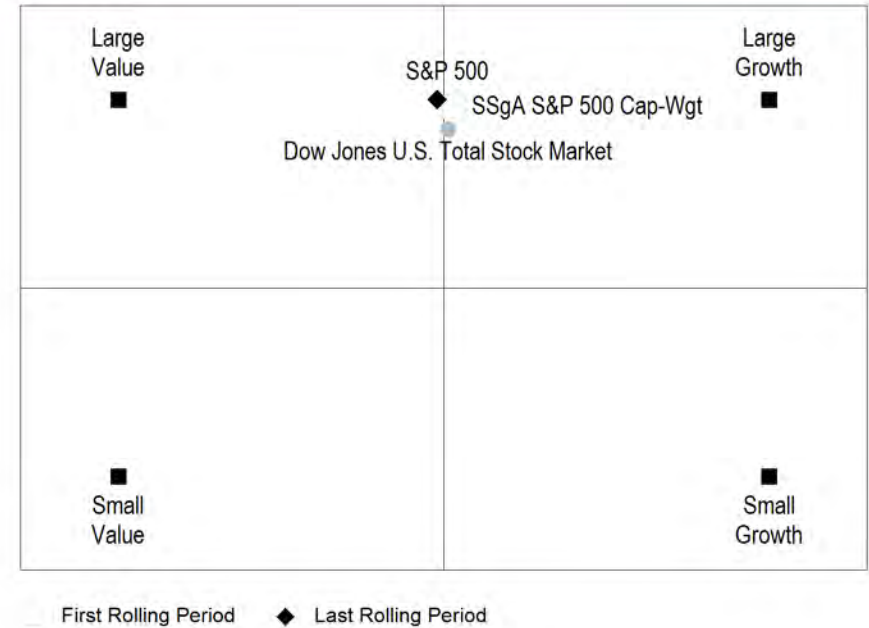 Large
Value
Large
Growth
S&P 500
SSgA S&P 500 Cap-Wgt
Dow Jones U.S. Total Stock Market
Small
Value
Small
Growth
First Rolling Period
Last Rolling Period